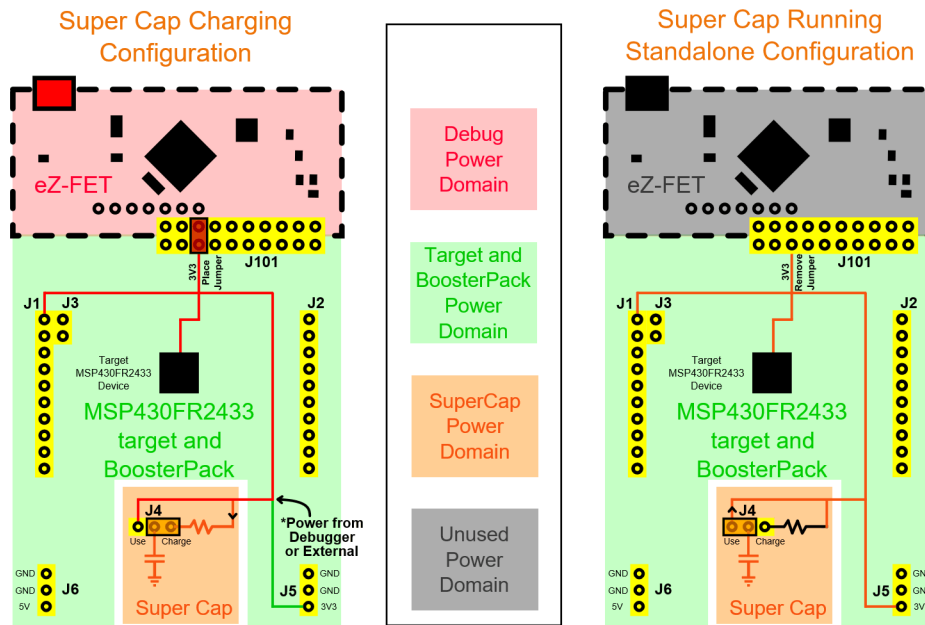 Super Cap Charging
Configuration
eZ-FET
J101
3V3
Place
Jumper
J1
J3
J2
Target
MSP430FR2433
Device
MSP430FR2433
target and
BoosterPack
J4
Use
Charge
*Power from
Debugger
or External
Super Cap
GND
GND
5V
J6
J5
GND
GND
3V3
Debug
Power
Domain
Target and
BoosterPack
Power
Domain
SuperCap
Power
Domain
Unused
Power
Domain
Super Cap Running
Standalone Configuration
eZ-FET
J101
3V3
Remove
Jumper
J1
J3
J2
Target
MSP430FR2433
Device
MSP430FR2433
target and
BoosterPack
J4
Use
Charge
Super Cap
GND
GND
5V
J6
J5
GND
GND
3V3